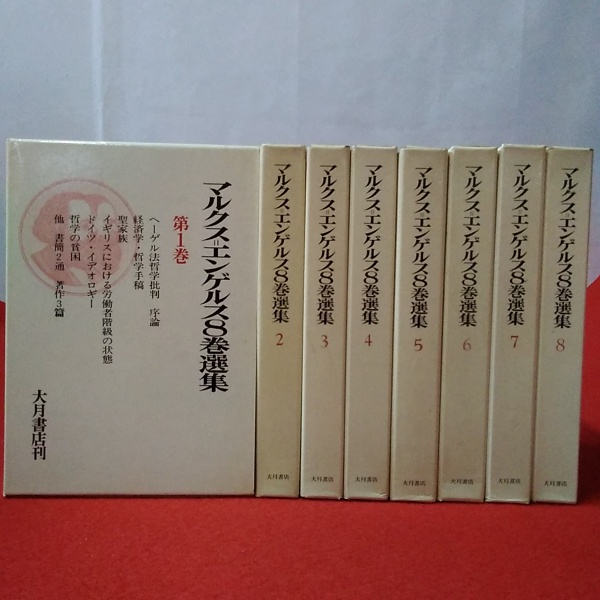 マルクス=エンゲルス8巻選集
第1巻
ヘーゲル法哲学批判 序論
経済学・哲学手稿
聖家族
イギリスにおける労働者階級の状態
ドイツ・イデオロギー
哲学の貧困
他 書簡2通 著作3篇
大月書店刊
マルクス=エンゲルス8巻選集
2
大月書店
マルクス=エンゲルス8巻選集
3
大月書店
マルクス=エンゲルス8巻選集
4
大月書店
マルクス=エンゲルス8巻選集
5
大月書店
マルクス=エンゲルス8巻選集
6
大月書店
マルクス=エンゲルス8巻選集
7
大月書店
マルクス=エンゲルス8巻選集
8
大月書店